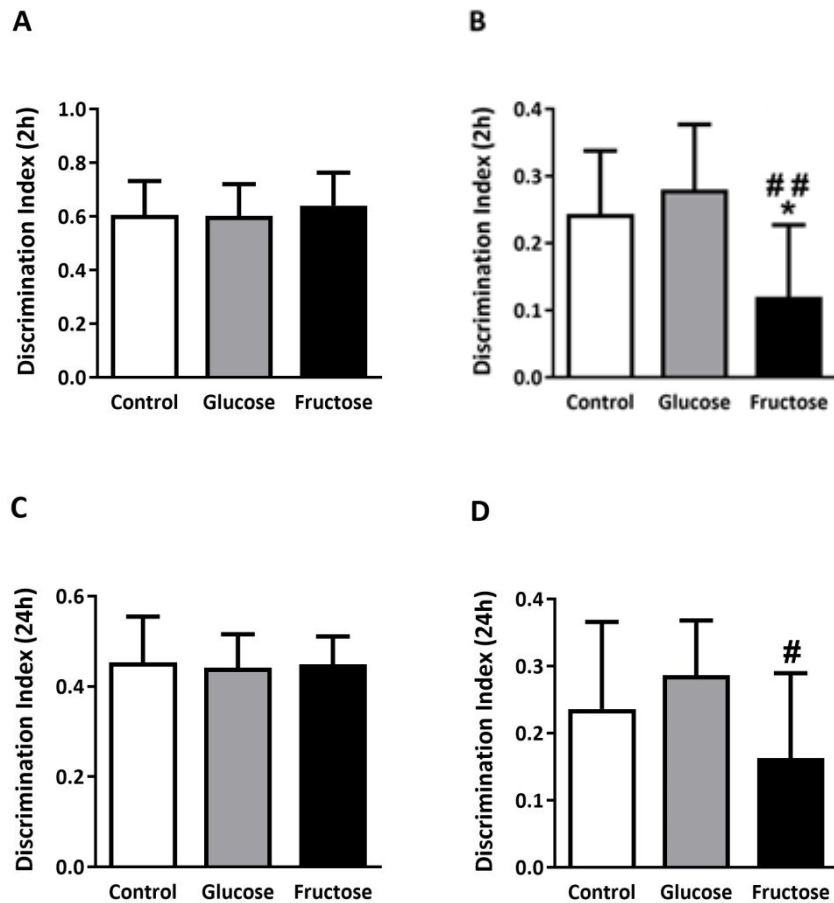 A
Discrimination Index (2h)
1.0
0.8
0.6
0.4
0.2
0.0
Control Glucose Fructose
B
Discrimination Index (2h)
0.4
0.3
0.2
0.1
0.0
##
*
Control Glucose Fructose
C
Discrimination Index (24h)
0.6
0.4
0.2
0.0
Control Glucose Fructose
D
Discrimination Index (24h)
0.4
0.3
0.2
0.1
0.0
#
Control Glucose Fructose